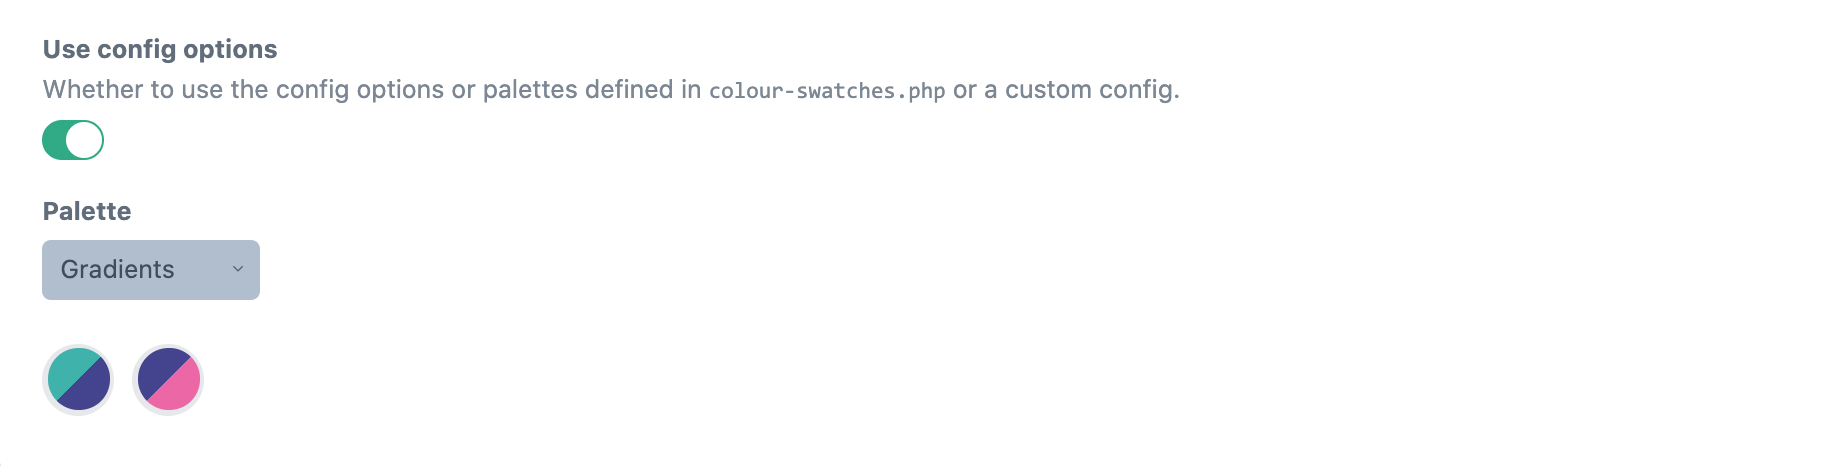 Use config options
Whether to use the config options or palettes defined in colour-swatches.php or a custom config.
Palette
Gradients